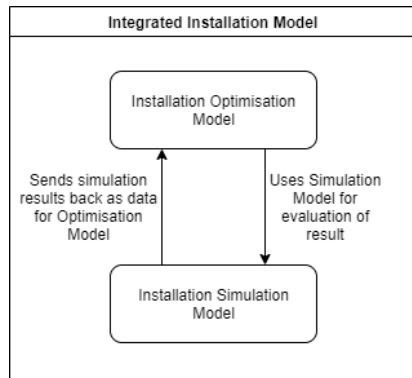 Integrated Installation Model
Installation Optimisation
Model
Sends simulation
results back as data
for Optimisation
Model
Uses Simulation
Model for
evaluation of
result
Installation Simulation
Model